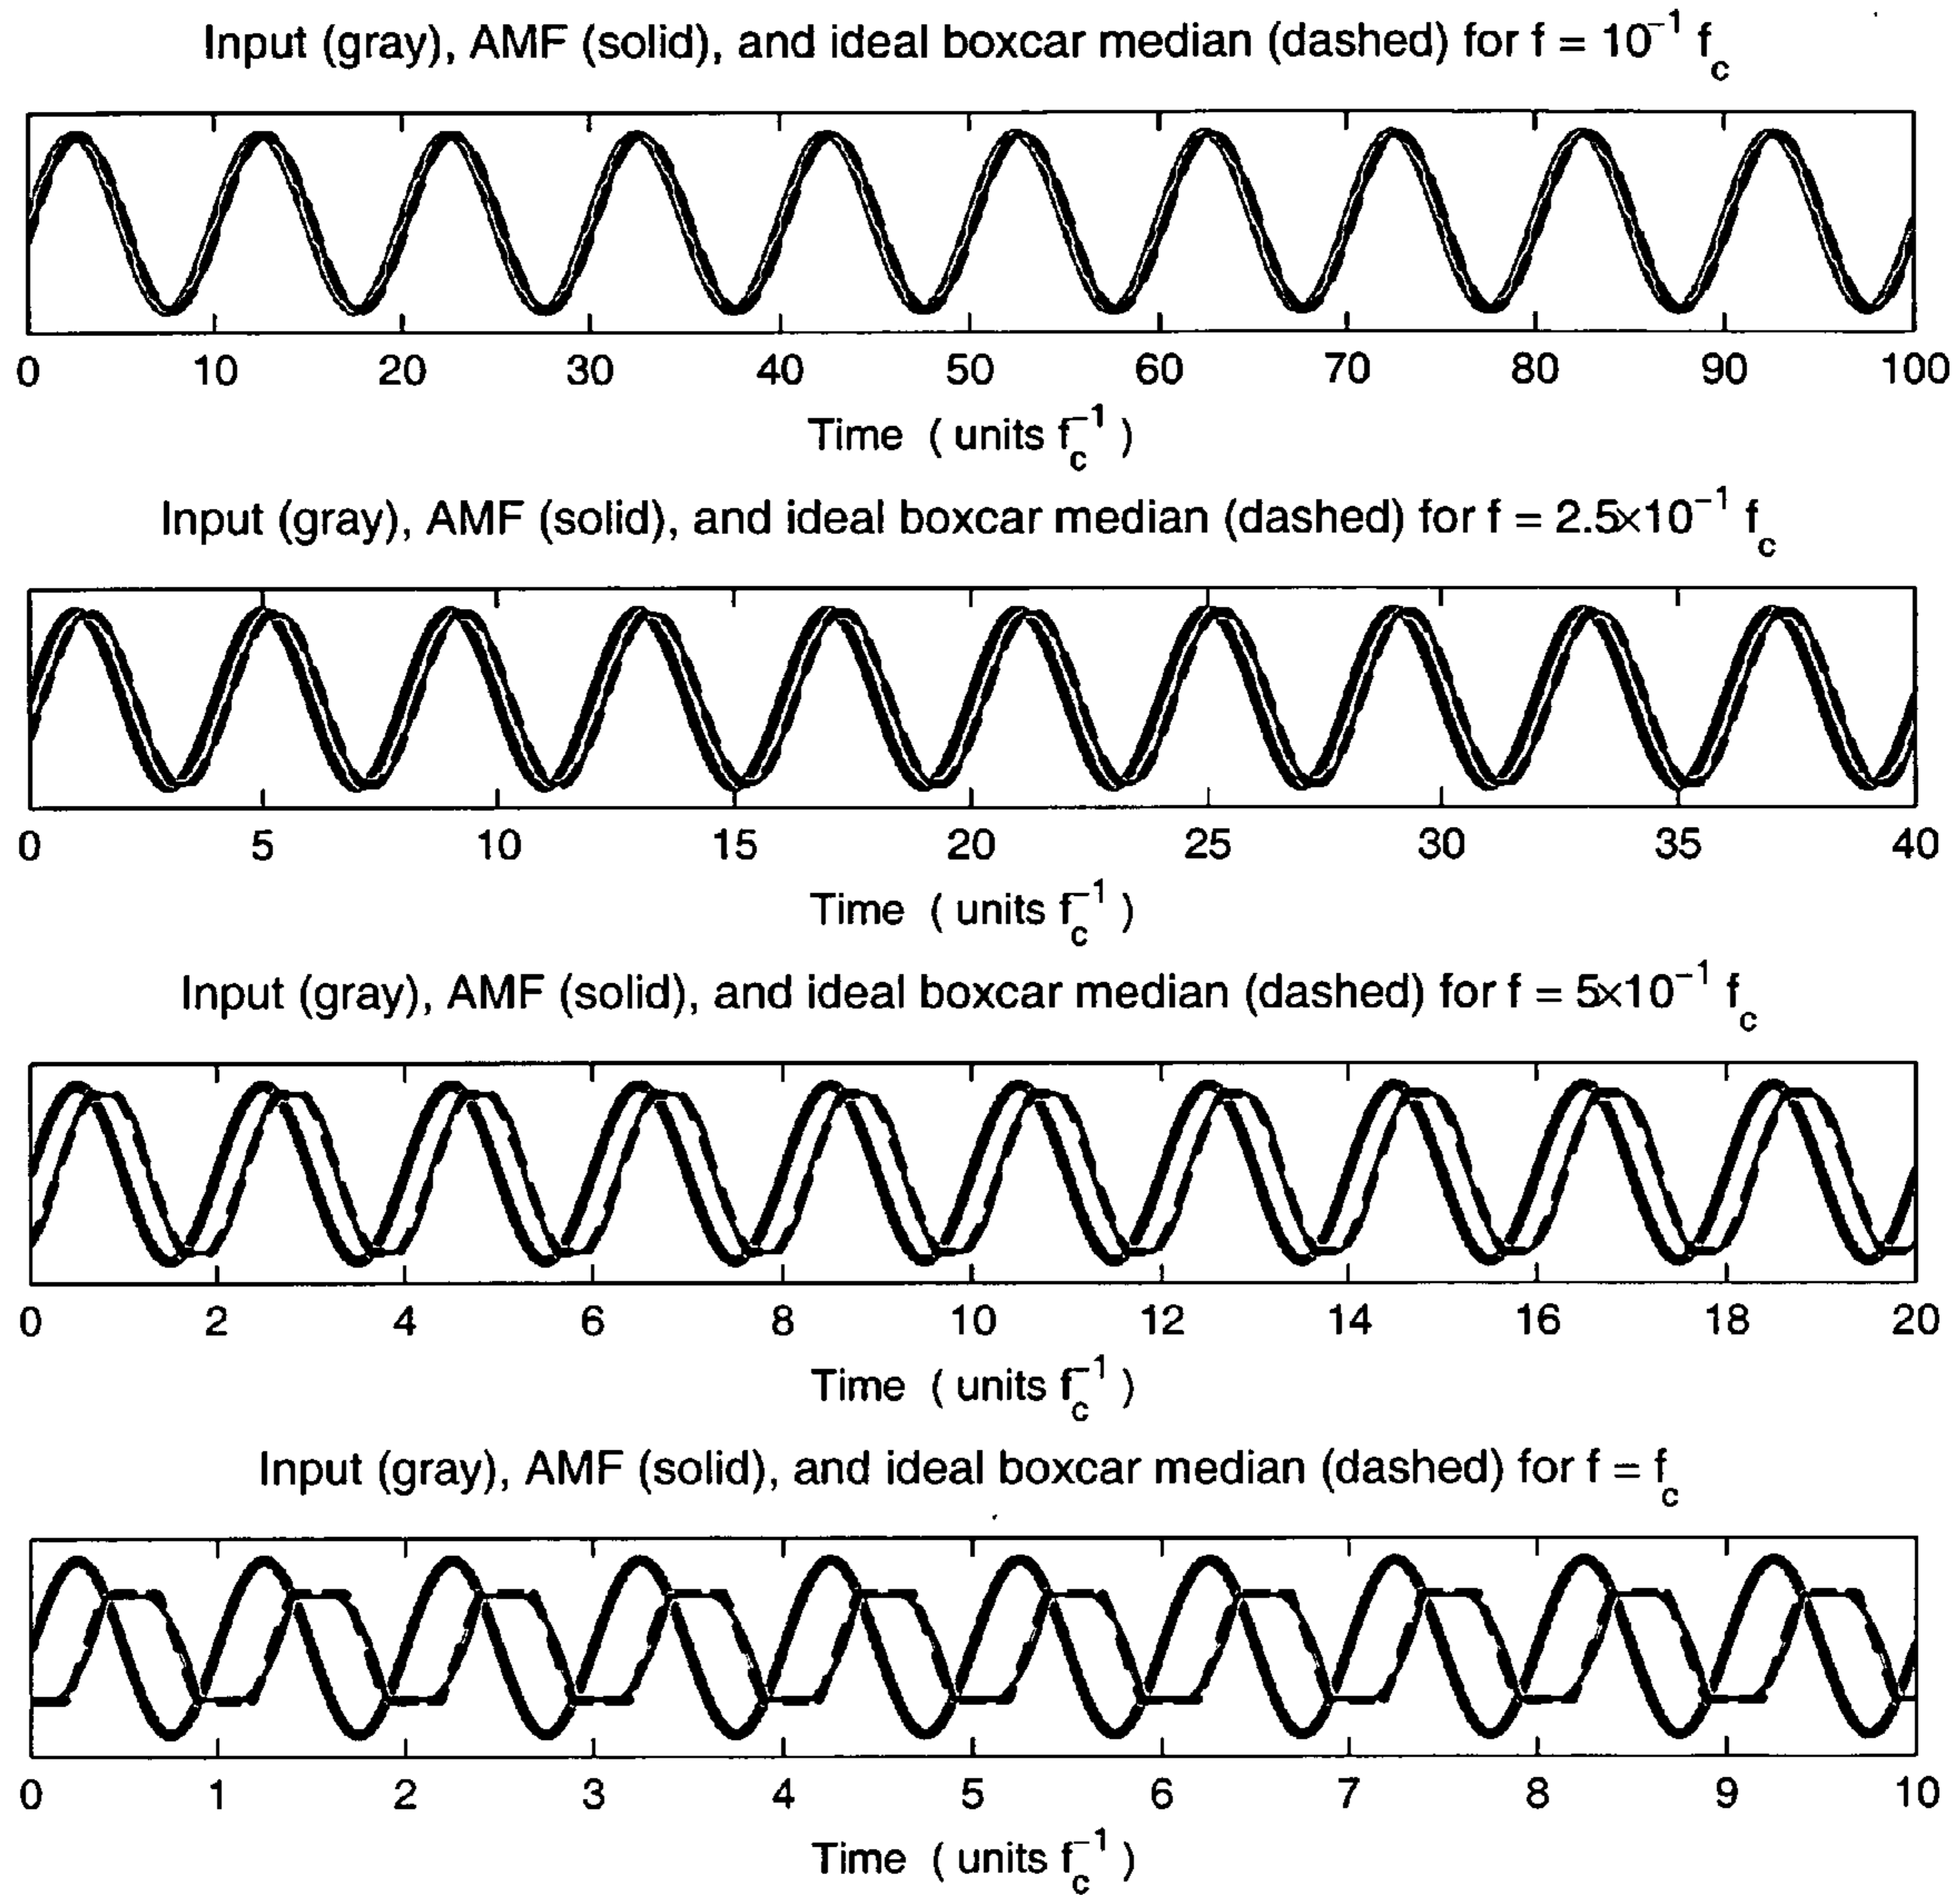 Input (gray), AMF (solid), and ideal boxcar median (dashed) for f = 10⁻¹ f_c
0 10 20 30 40 50 60 70 80 90 100
Time ( units f_c⁻¹ )
Input (gray), AMF (solid), and ideal boxcar median (dashed) for f = 2.5×10⁻¹ f_c
0 5 10 15 20 25 30 35 40
Time ( units f_c⁻¹ )
Input (gray), AMF (solid), and ideal boxcar median (dashed) for f = 5×10⁻¹ f_c
0 2 4 6 8 10 12 14 16 18 20
Time ( units f_c⁻¹ )
Input (gray), AMF (solid), and ideal boxcar median (dashed) for f = f_c
0 1 2 3 4 5 6 7 8 9 10
Time ( units f_c⁻¹ )